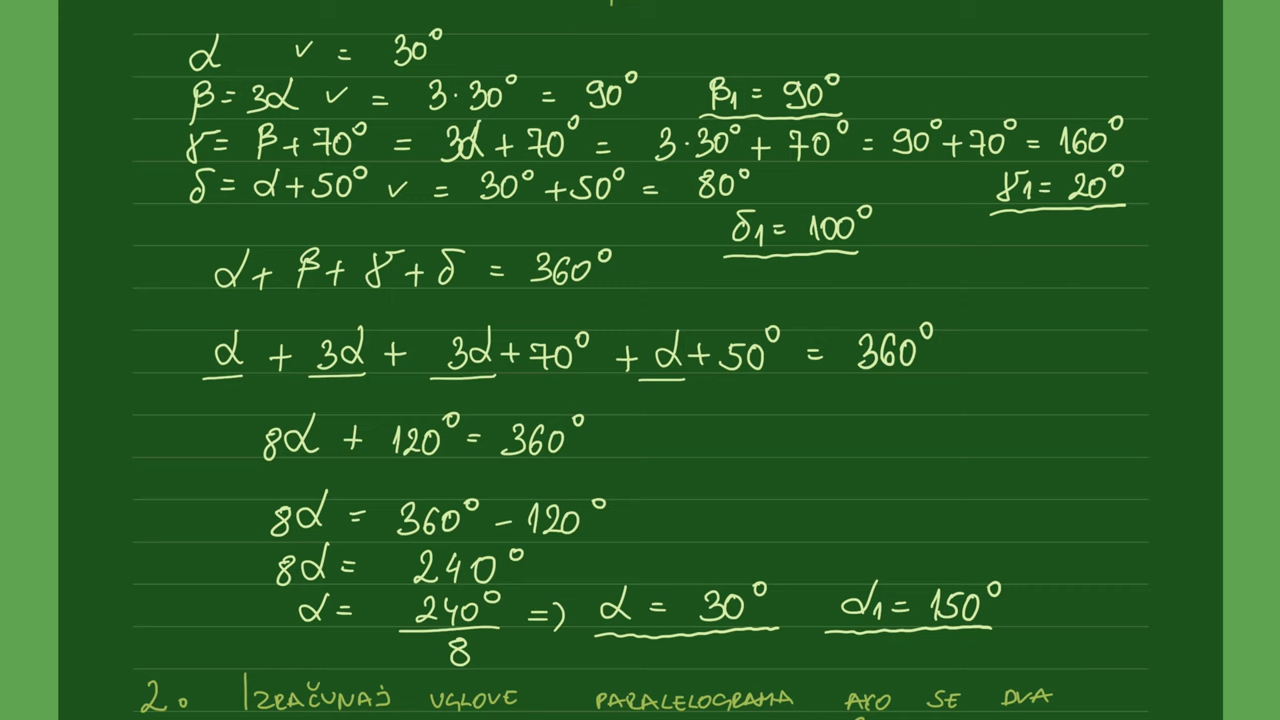 α ✓ = 30°
β = 3α ✓ = 3·30° = 90° β₁ = 90°
γ = β + 70° = 3α + 70° = 3·30° + 70° = 90° + 70° = 160°
δ = α + 50° ✓ = 30° + 50° = 80° γ₁ = 20°
δ₁ = 100°
α + β + γ + δ = 360°
α + 3α + 3α + 70° + α + 50° = 360°
8α + 120° = 360°
8α = 360° - 120°
8α = 240°
α = 240°/8 => α = 30° α₁ = 150°
2. IZRAČUNAJ UGLOVE PARALELOGRAMA AKO SE DVA